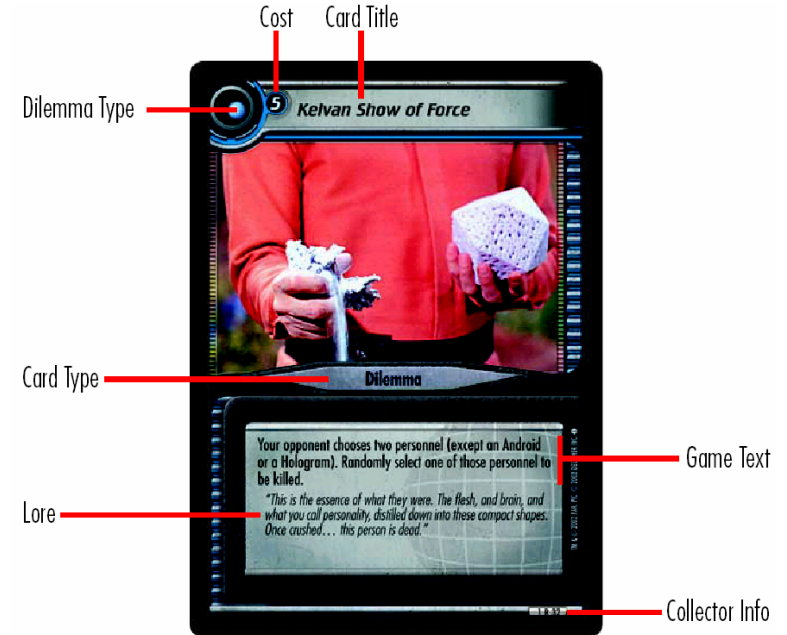 Cost
Card Title
Dilemma Type
5
Kelvan Show of Force
Card Type
Dilemma
Your opponent chooses two personnel (except an Android
or a Hologram). Randomly select one of those personnel to
be killed.
Game Text
Lore
"This is the essence of what they were. The flesh, and brain, and
what you call personality, distilled down into these compact shapes.
Once crushed... this person is dead."
Collector Info